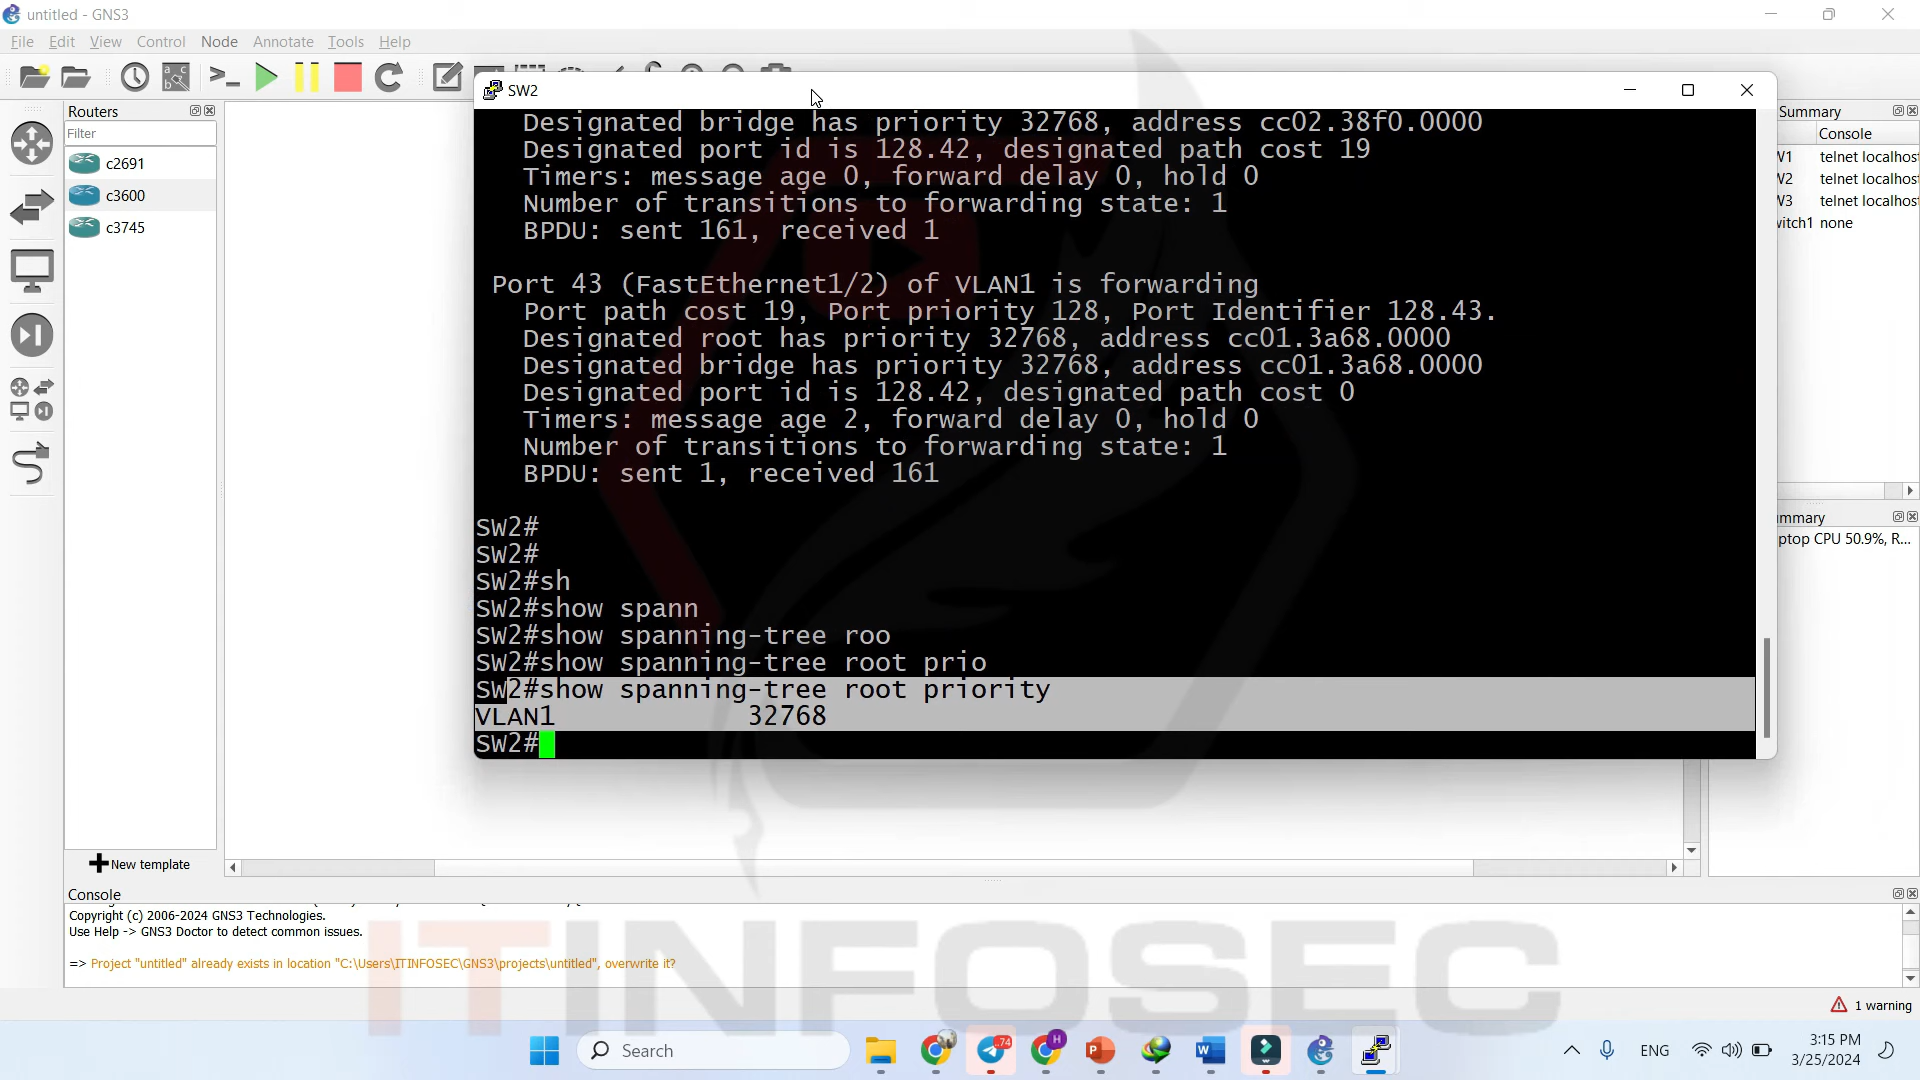 untitled - GNS3
File Edit View Control Node Annotate Tools Help
Routers
Filter
c2691
c3600
c3745
New template
SW2
Designated bridge has priority 32768, address cc02.38f0.0000
Designated port id is 128.42, designated path cost 19
Timers: message age 0, forward delay 0, hold 0
Number of transitions to forwarding state: 1
BPDU: sent 161, received 1
Port 43 (FastEthernet1/2) of VLAN1 is forwarding
Port path cost 19, Port priority 128, Port Identifier 128.43.
Designated root has priority 32768, address cc01.3a68.0000
Designated bridge has priority 32768, address cc01.3a68.0000
Designated port id is 128.42, designated path cost 0
Timers: message age 2, forward delay 0, hold 0
Number of transitions to forwarding state: 1
BPDU: sent 1, received 161
SW2#
SW2#
SW2#sh
SW2#show spann
SW2#show spanning-tree roo
SW2#show spanning-tree root prio
SW2#show spanning-tree root priority
VLAN1 32768
SW2#
Summary
Console
W1 telnet localhos
W2 telnet localhos
W3 telnet localhos
witch1 none
mmary
ptop CPU 50.9%, R...
Console
Copyright (c) 2006-2024 GNS3 Technologies.
Use Help -> GNS3 Doctor to detect common issues.
=> Project "untitled" already exists in location "C:\Users\ITINFOSEC\GNS3\projects\untitled", overwrite it?
ITINFOSEC
1 warning
Search
..74
H
ENG
3:15 PM
3/25/2024